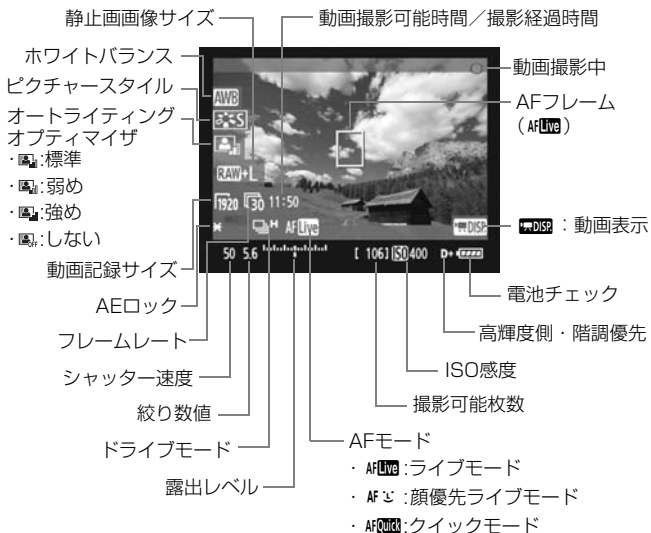 静止画画像サイズ
動画撮影可能時間／撮影経過時間
ホワイトバランス
動画撮影中
ピクチャースタイル
AFフレーム
（AFLive）
オートライティング
オプティマイザ
・:標準
・:弱め
・:強め
・:しない
AWB
S
RAW+L
1920 30 11:50
H AFLive
DISP.
DISP.：動画表示
50 5.6 [ 106] ISO 400 D+
動画記録サイズ
電池チェック
AEロック
高輝度側・階調優先
フレームレート
ISO感度
シャッター速度
撮影可能枚数
絞り数値
ドライブモード
AFモード
露出レベル
・AFLive:ライブモード
・AF:顔優先ライブモード
・AFQuick:クイックモード